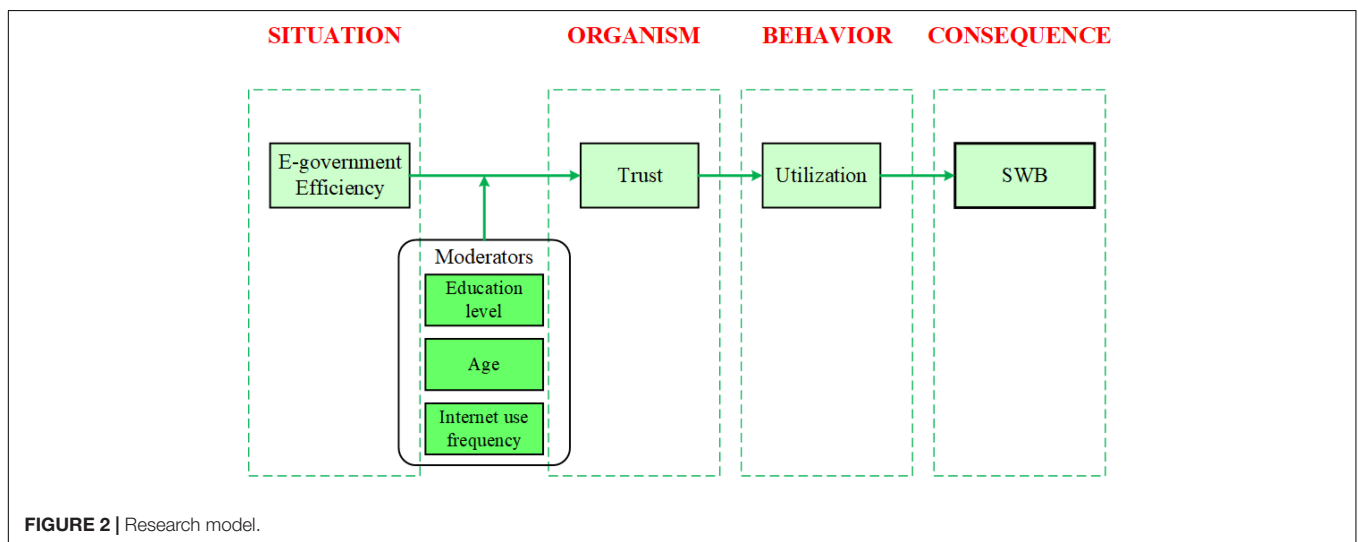 SITUATION
ORGANISM
BEHAVIOR
CONSEQUENCE
E-government
Efficiency
Trust
Utilization
SWB
Moderators
Education
level
Age
Internet use
frequency
FIGURE 2 | Research model.